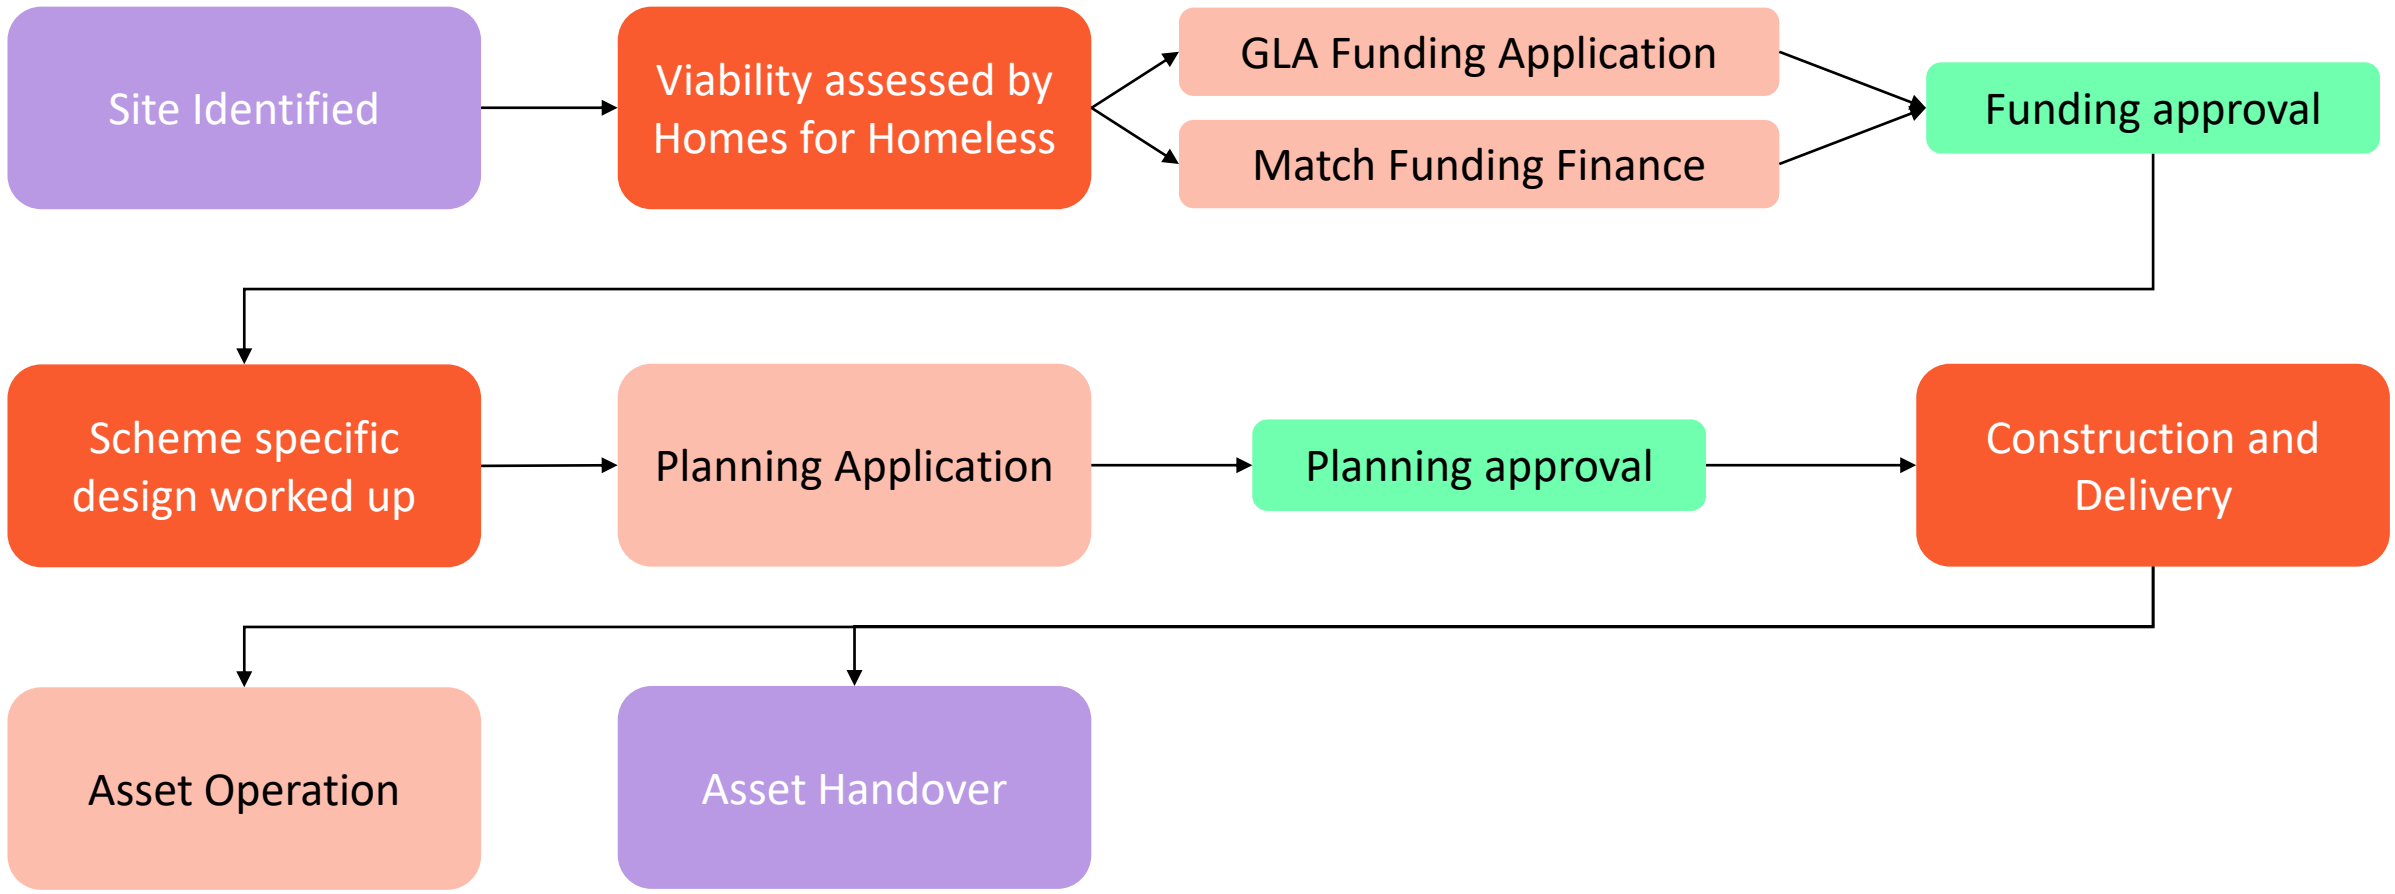 Site Identified
Viability assessed by
Homes for Homeless
GLA Funding Application
Match Funding Finance
Funding approval
Scheme specific
design worked up
Planning Application
Planning approval
Construction and
Delivery
Asset Operation
Asset Handover